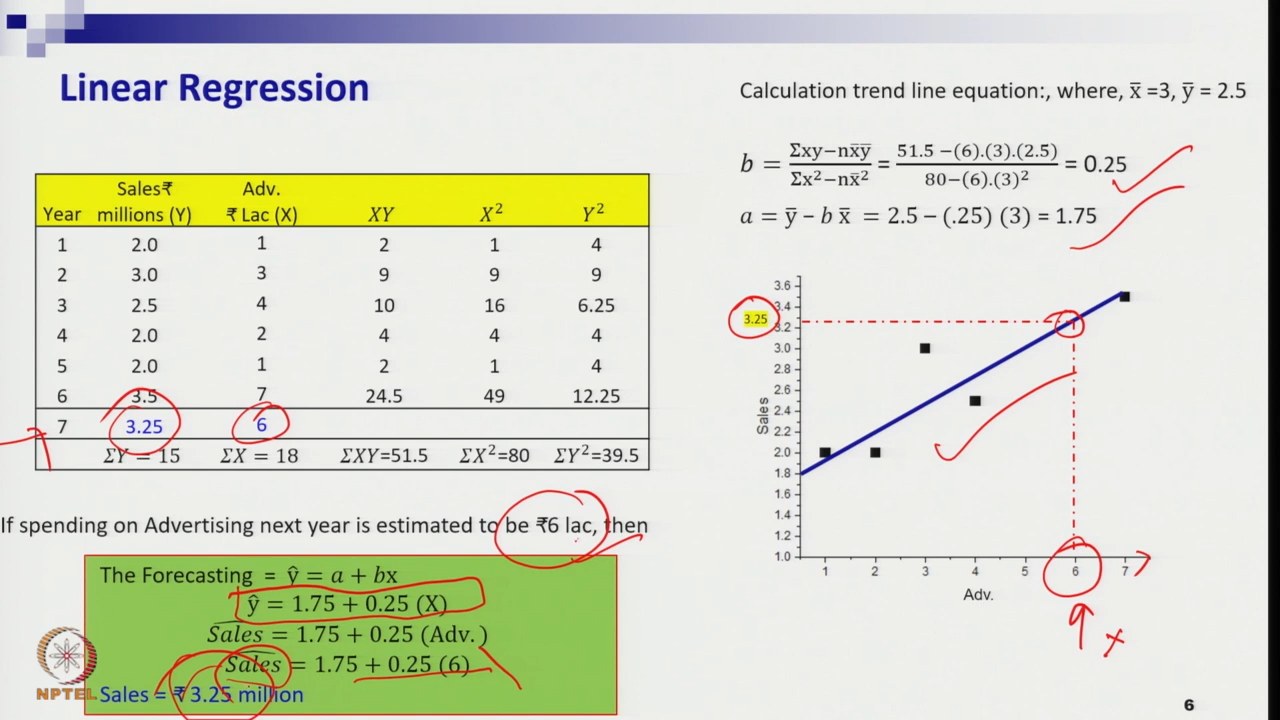 Linear Regression
Year Sales₹ millions (Y) Adv. ₹ Lac (X) XY X² Y²
1 2.0 1 2 1 4
2 3.0 3 9 9 9
3 2.5 4 10 16 6.25
4 2.0 2 4 4 4
5 2.0 1 2 1 4
6 3.5 7 24.5 49 12.25
7 3.25 6
ΣY = 15 ΣX = 18 ΣXY=51.5 ΣX²=80 ΣY²=39.5
If spending on Advertising next year is estimated to be ₹6 lac, then
The Forecasting = ŷ = a + bx
ŷ = 1.75 + 0.25 (X)
Sales = 1.75 + 0.25 (Adv.)
Sales = 1.75 + 0.25 (6)
Sales = ₹ 3.25 million
NPTEL
Calculation trend line equation:, where, x̄ =3, ȳ = 2.5
b = (Σxy−nx̄ȳ)/(Σx²−nx̄²) = (51.5 −(6).(3).(2.5))/(80−(6).(3)²) = 0.25
a = ȳ − b x̄ = 2.5 − (.25) (3) = 1.75
3.6
3.4
3.25
3.2
3.0
2.8
2.6
2.4
2.2
2.0
1.8
1.6
1.4
1.2
1.0
Sales
1 2 3 4 5 6 7
Adv.
x
6